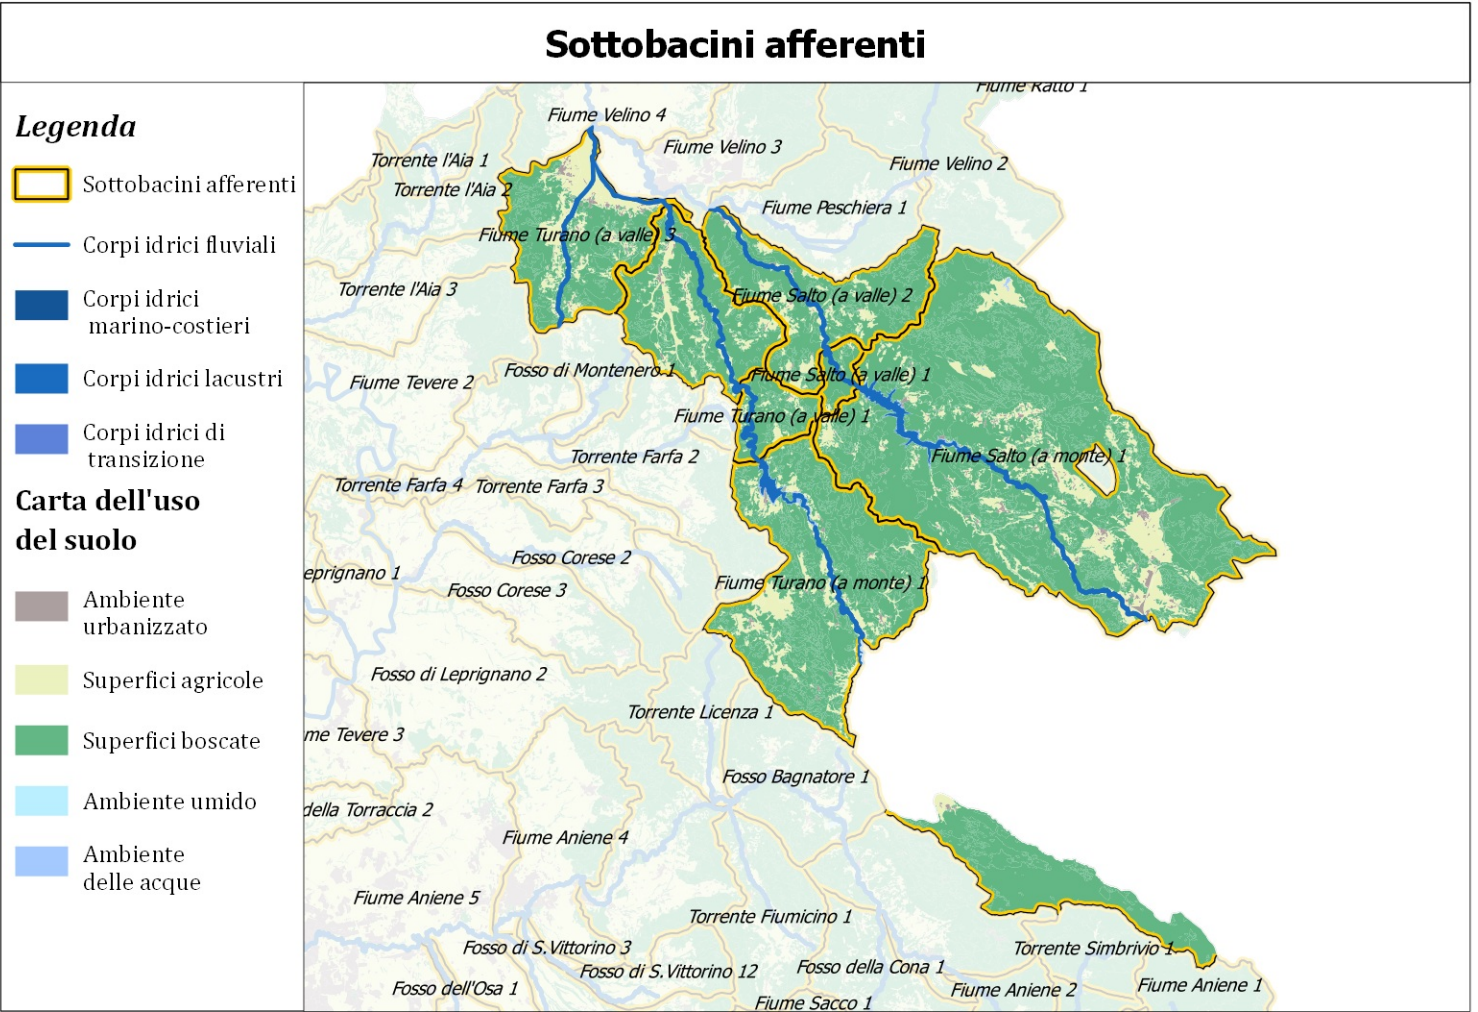 Sottobacini afferenti
Legenda
Sottobacini afferenti
Corpi idrici fluviali
Corpi idrici
marino-costieri
Corpi idrici lacustri
Corpi idrici di
transizione
Carta dell'uso
del suolo
Ambiente
urbanizzato
Superfici agricole
Superfici boscate
Ambiente umido
Ambiente
delle acque
Fiume Ratto 1
Fiume Velino 4
Fiume Velino 3
Torrente l'Aia 1
Fiume Velino 2
Torrente l'Aia 2
Fiume Peschiera 1
Fiume Turano (a valle) 3
Torrente l'Aia 3
Fiume Salto (a valle) 2
Fosso di Montenero 1
Fiume Salto (a valle) 1
Fiume Tevere 2
Fiume Turano (a valle) 1
Torrente Farfa 2
Fiume Salto (a monte) 1
Torrente Farfa 4
Torrente Farfa 3
Fosso Corese 2
eprignano 1
Fiume Turano (a monte) 1
Fosso Corese 3
Fosso di Leprignano 2
Torrente Licenza 1
me Tevere 3
Fosso Bagnatore 1
della Torraccia 2
Fiume Aniene 4
Fiume Aniene 5
Torrente Fiumicino 1
Fosso di S.Vittorino 3
Torrente Simbrivio 1
Fosso di S.Vittorino 12
Fosso della Cona 1
Fosso dell'Osa 1
Fiume Aniene 2
Fiume Aniene 1
Fiume Sacco 1